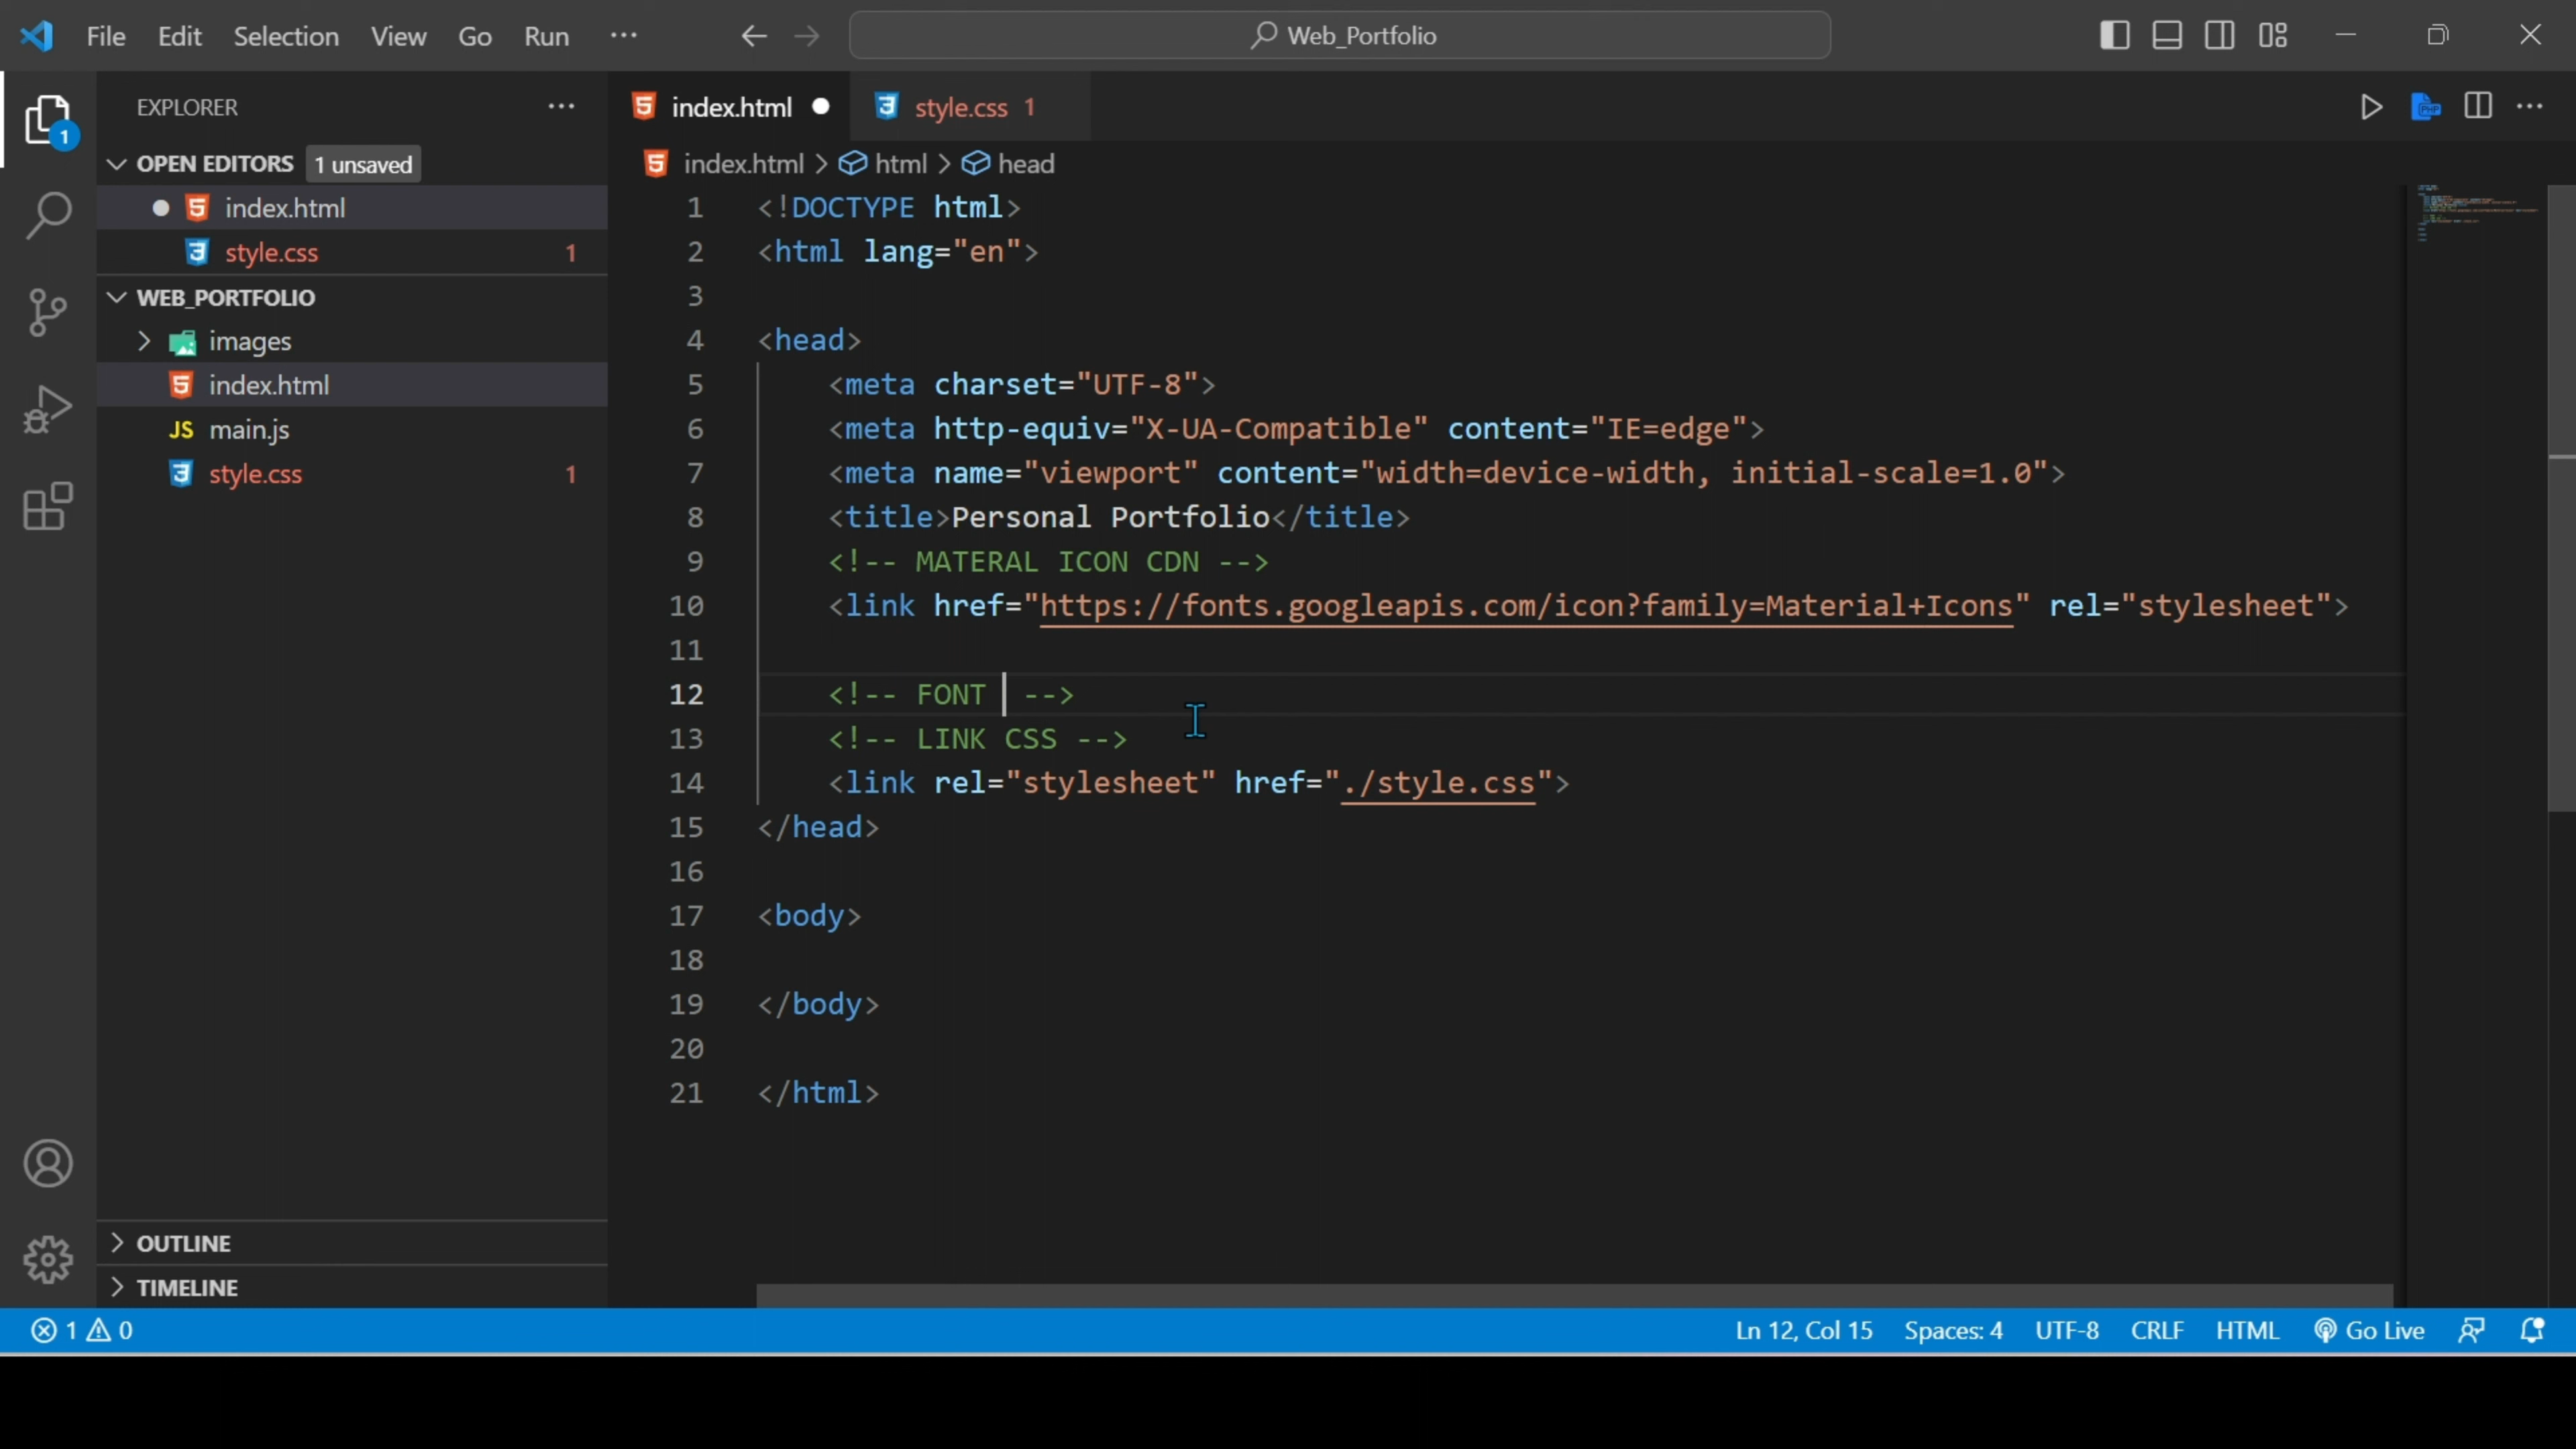 File Edit Selection View Go Run ··· Web_Portfolio
EXPLORER ···
index.html style.css 1
OPEN EDITORS 1 unsaved
index.html > html > head
index.html
style.css 1
WEB_PORTFOLIO
images
index.html
JS main.js
style.css 1
OUTLINE
TIMELINE
1 <!DOCTYPE html>
2 <html lang="en">
3
4 <head>
5 <meta charset="UTF-8">
6 <meta http-equiv="X-UA-Compatible" content="IE=edge">
7 <meta name="viewport" content="width=device-width, initial-scale=1.0">
8 <title>Personal Portfolio</title>
9 <!-- MATERAL ICON CDN -->
10 <link href="https://fonts.googleapis.com/icon?family=Material+Icons" rel="stylesheet">
11
12 <!-- FONT  -->
13 <!-- LINK CSS -->
14 <link rel="stylesheet" href="./style.css">
15 </head>
16
17 <body>
18
19 </body>
20
21 </html>
1 0 Ln 12, Col 15 Spaces: 4 UTF-8 CRLF HTML Go Live